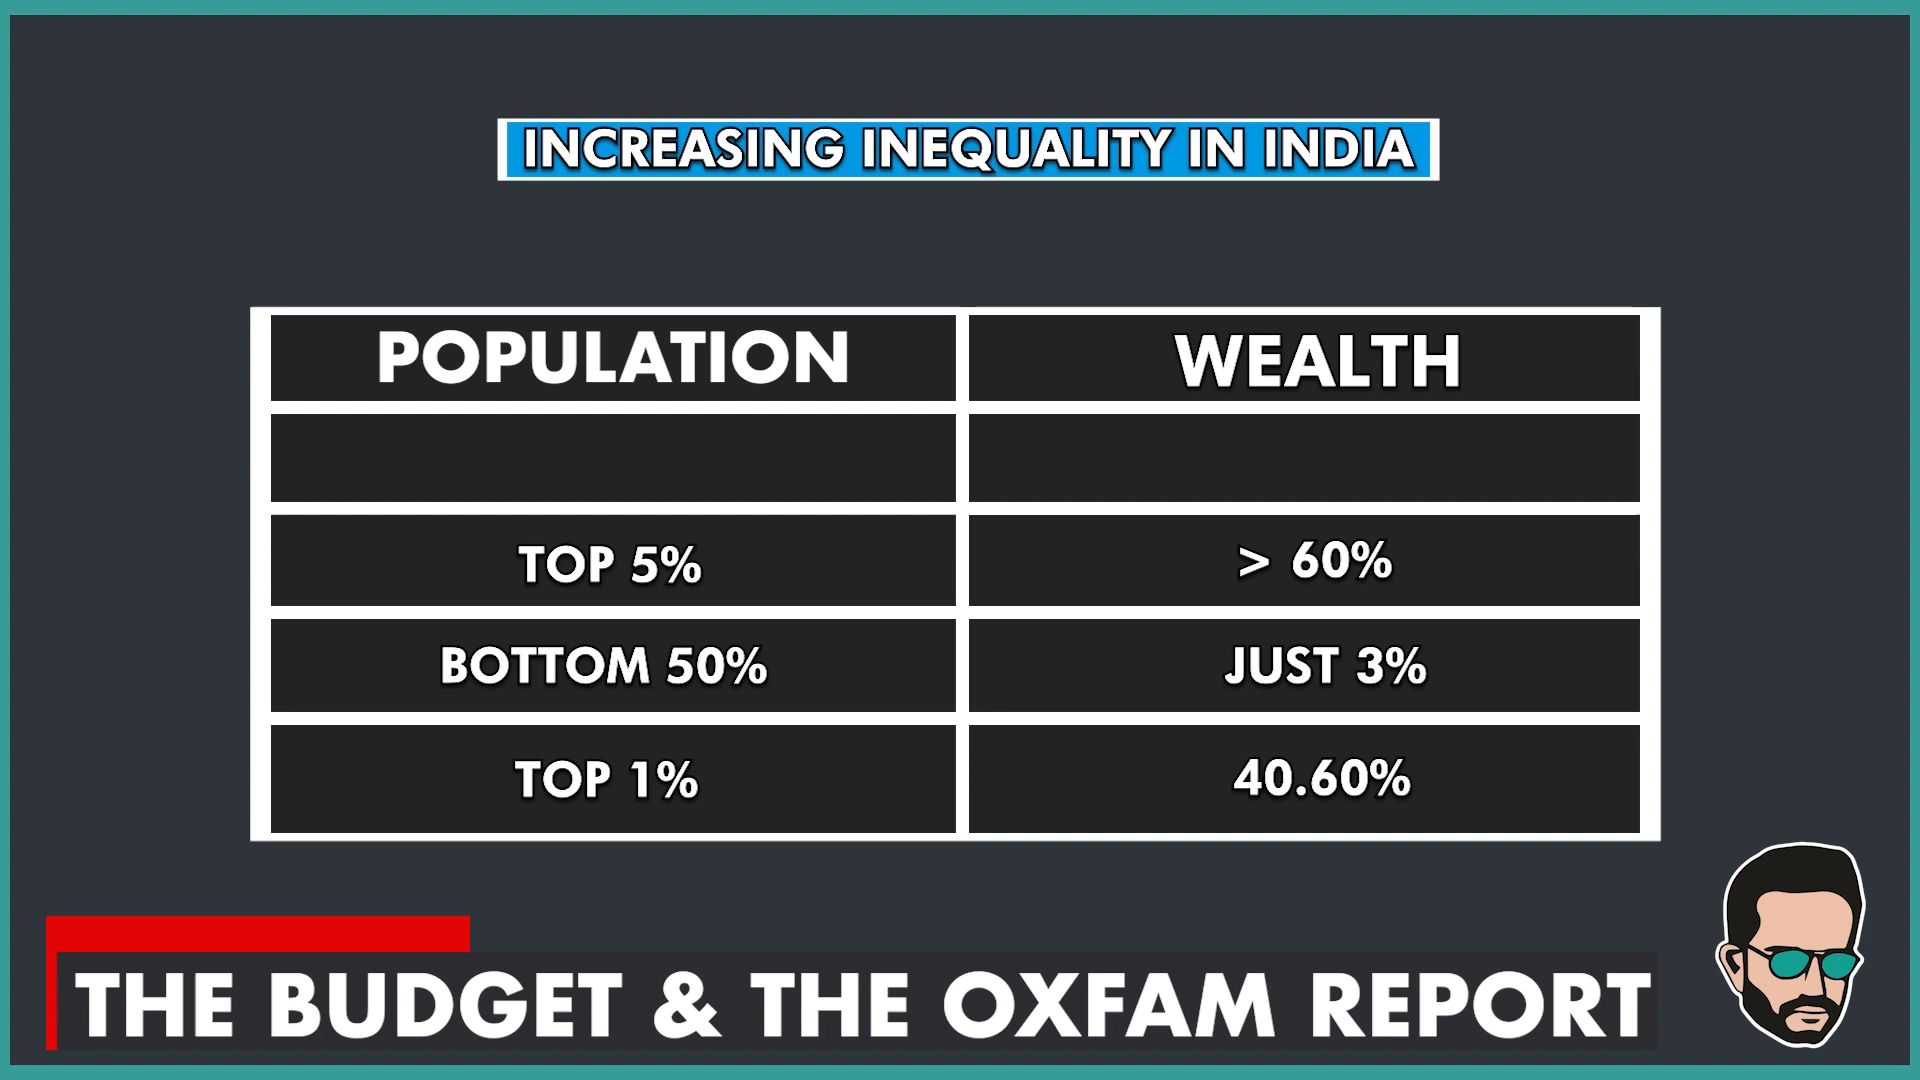 INCREASING INEQUALITY IN INDIA
POPULATION WEALTH
TOP 5% > 60%
BOTTOM 50% JUST 3%
TOP 1% 40.60%
THE BUDGET & THE OXFAM REPORT